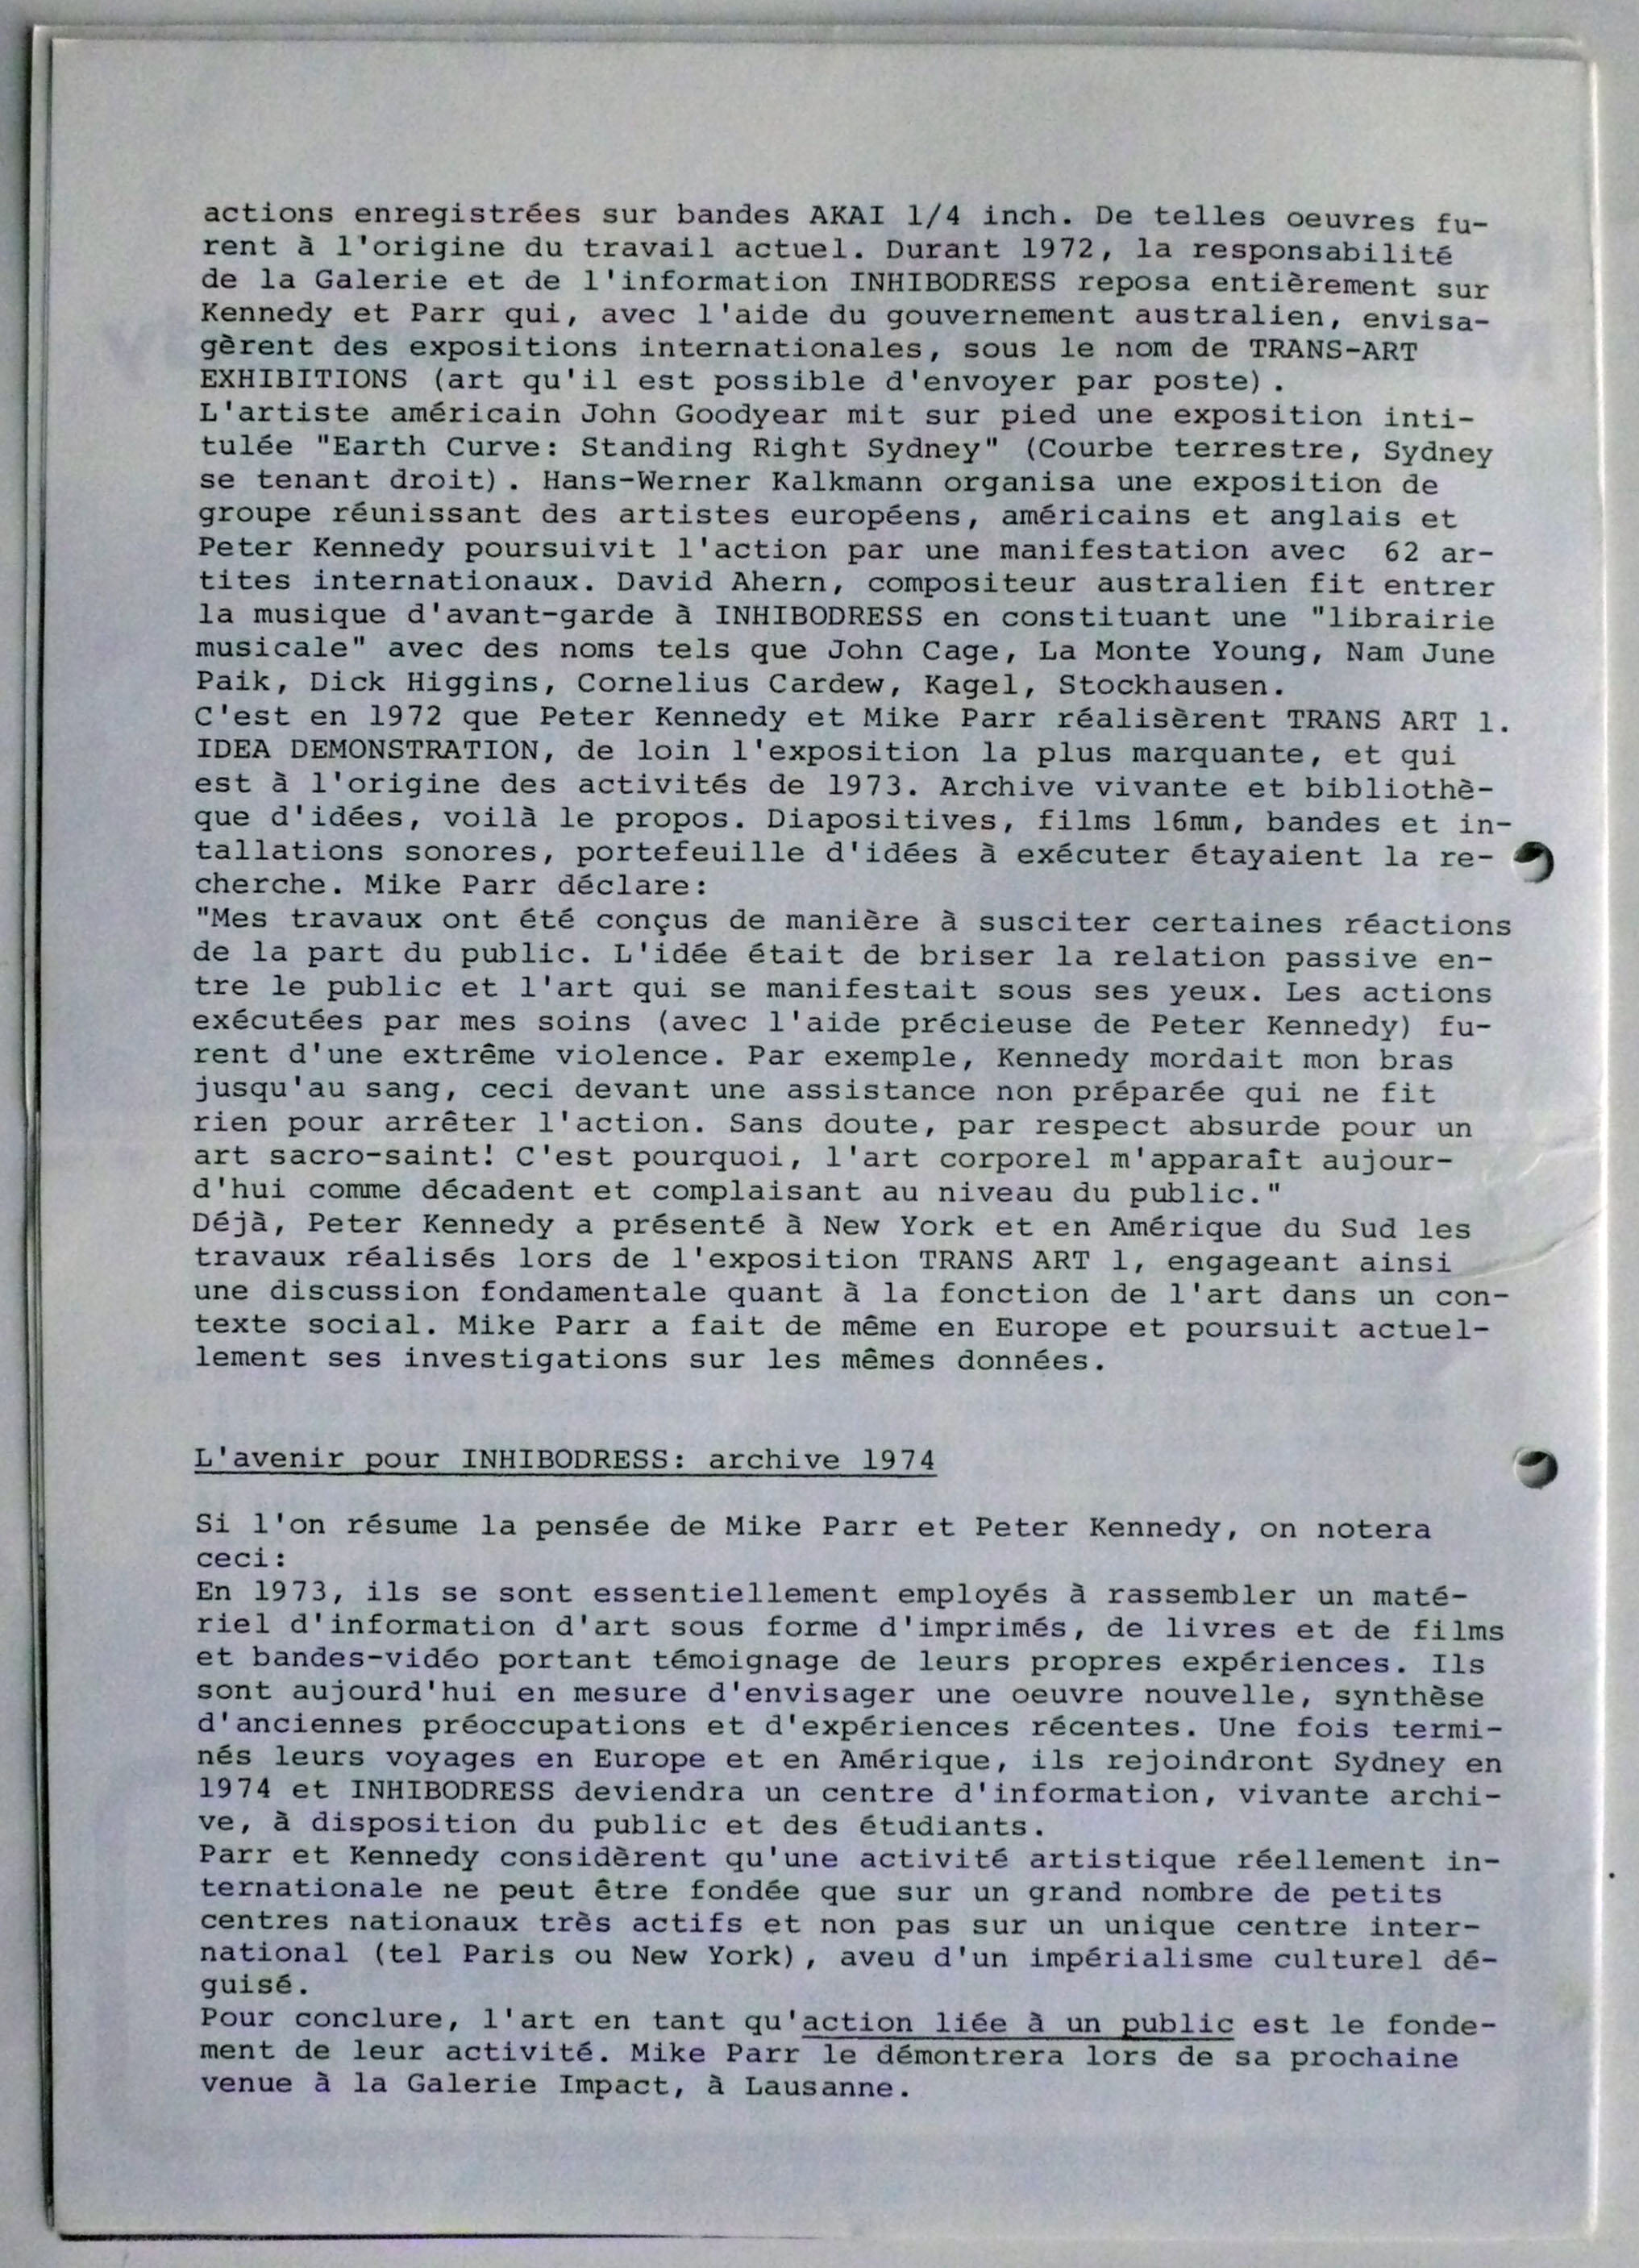 actions enregistrées sur bandes AKAI 1/4 inch. De telles oeuvres fu-
rent à l'origine du travail actuel. Durant 1972, la responsabilité
de la Galerie et de l'information INHIBODRESS reposa entièrement sur
Kennedy et Parr qui, avec l'aide du gouvernement australien, envisa-
gèrent des expositions internationales, sous le nom de TRANS-ART
EXHIBITIONS (art qu'il est possible d'envoyer par poste).
L'artiste américain John Goodyear mit sur pied une exposition inti-
tulée "Earth Curve: Standing Right Sydney" (Courbe terrestre, Sydney
se tenant droit). Hans-Werner Kalkmann organisa une exposition de
groupe réunissant des artistes européens, américains et anglais et
Peter Kennedy poursuivit l'action par une manifestation avec  62 ar-
tites internationaux. David Ahern, compositeur australien fit entrer
la musique d'avant-garde à INHIBODRESS en constituant une "librairie
musicale" avec des noms tels que John Cage, La Monte Young, Nam June
Paik, Dick Higgins, Cornelius Cardew, Kagel, Stockhausen.
C'est en 1972 que Peter Kennedy et Mike Parr réalisèrent TRANS ART 1.
IDEA DEMONSTRATION, de loin l'exposition la plus marquante, et qui
est à l'origine des activités de 1973. Archive vivante et bibliothè-
que d'idées, voilà le propos. Diapositives, films 16mm, bandes et in-
tallations sonores, portefeuille d'idées à exécuter étayaient la re-
cherche. Mike Parr déclare:
"Mes travaux ont été conçus de manière à susciter certaines réactions
de la part du public. L'idée était de briser la relation passive en-
tre le public et l'art qui se manifestait sous ses yeux. Les actions
exécutées par mes soins (avec l'aide précieuse de Peter Kennedy) fu-
rent d'une extrême violence. Par exemple, Kennedy mordait mon bras
jusqu'au sang, ceci devant une assistance non préparée qui ne fit
rien pour arrêter l'action. Sans doute, par respect absurde pour un
art sacro-saint! C'est pourquoi, l'art corporel m'apparaît aujour-
d'hui comme décadent et complaisant au niveau du public."
Déjà, Peter Kennedy a présenté à New York et en Amérique du Sud les
travaux réalisés lors de l'exposition TRANS ART 1, engageant ainsi
une discussion fondamentale quant à la fonction de l'art dans un con-
texte social. Mike Parr a fait de même en Europe et poursuit actuel-
lement ses investigations sur les mêmes données.
L'avenir pour INHIBODRESS: archive 1974
Si l'on résume la pensée de Mike Parr et Peter Kennedy, on notera
ceci:
En 1973, ils se sont essentiellement employés à rassembler un maté-
riel d'information d'art sous forme d'imprimés, de livres et de films
et bandes-vidéo portant témoignage de leurs propres expériences. Ils
sont aujourd'hui en mesure d'envisager une oeuvre nouvelle, synthèse
d'anciennes préoccupations et d'expériences récentes. Une fois termi-
nés leurs voyages en Europe et en Amérique, ils rejoindront Sydney en
1974 et INHIBODRESS deviendra un centre d'information, vivante archi-
ve, à disposition du public et des étudiants.
Parr et Kennedy considèrent qu'une activité artistique réellement in-
ternationale ne peut être fondée que sur un grand nombre de petits
centres nationaux très actifs et non pas sur un unique centre inter-
national (tel Paris ou New York), aveu d'un impérialisme culturel dé-
guisé.
Pour conclure, l'art en tant qu'action liée à un public est le fonde-
ment de leur activité. Mike Parr le démontrera lors de sa prochaine
venue à la Galerie Impact, à Lausanne.